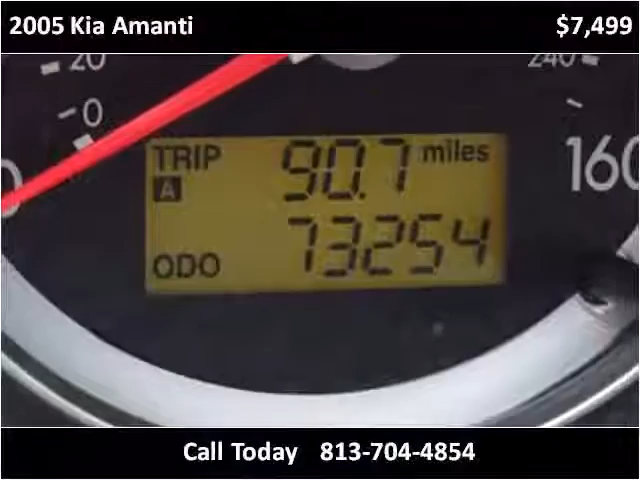 2005 Kia Amanti $7,499
20 240
0
0 160
TRIP 90.7 miles
A
ODO 73254
Call Today 813-704-4854